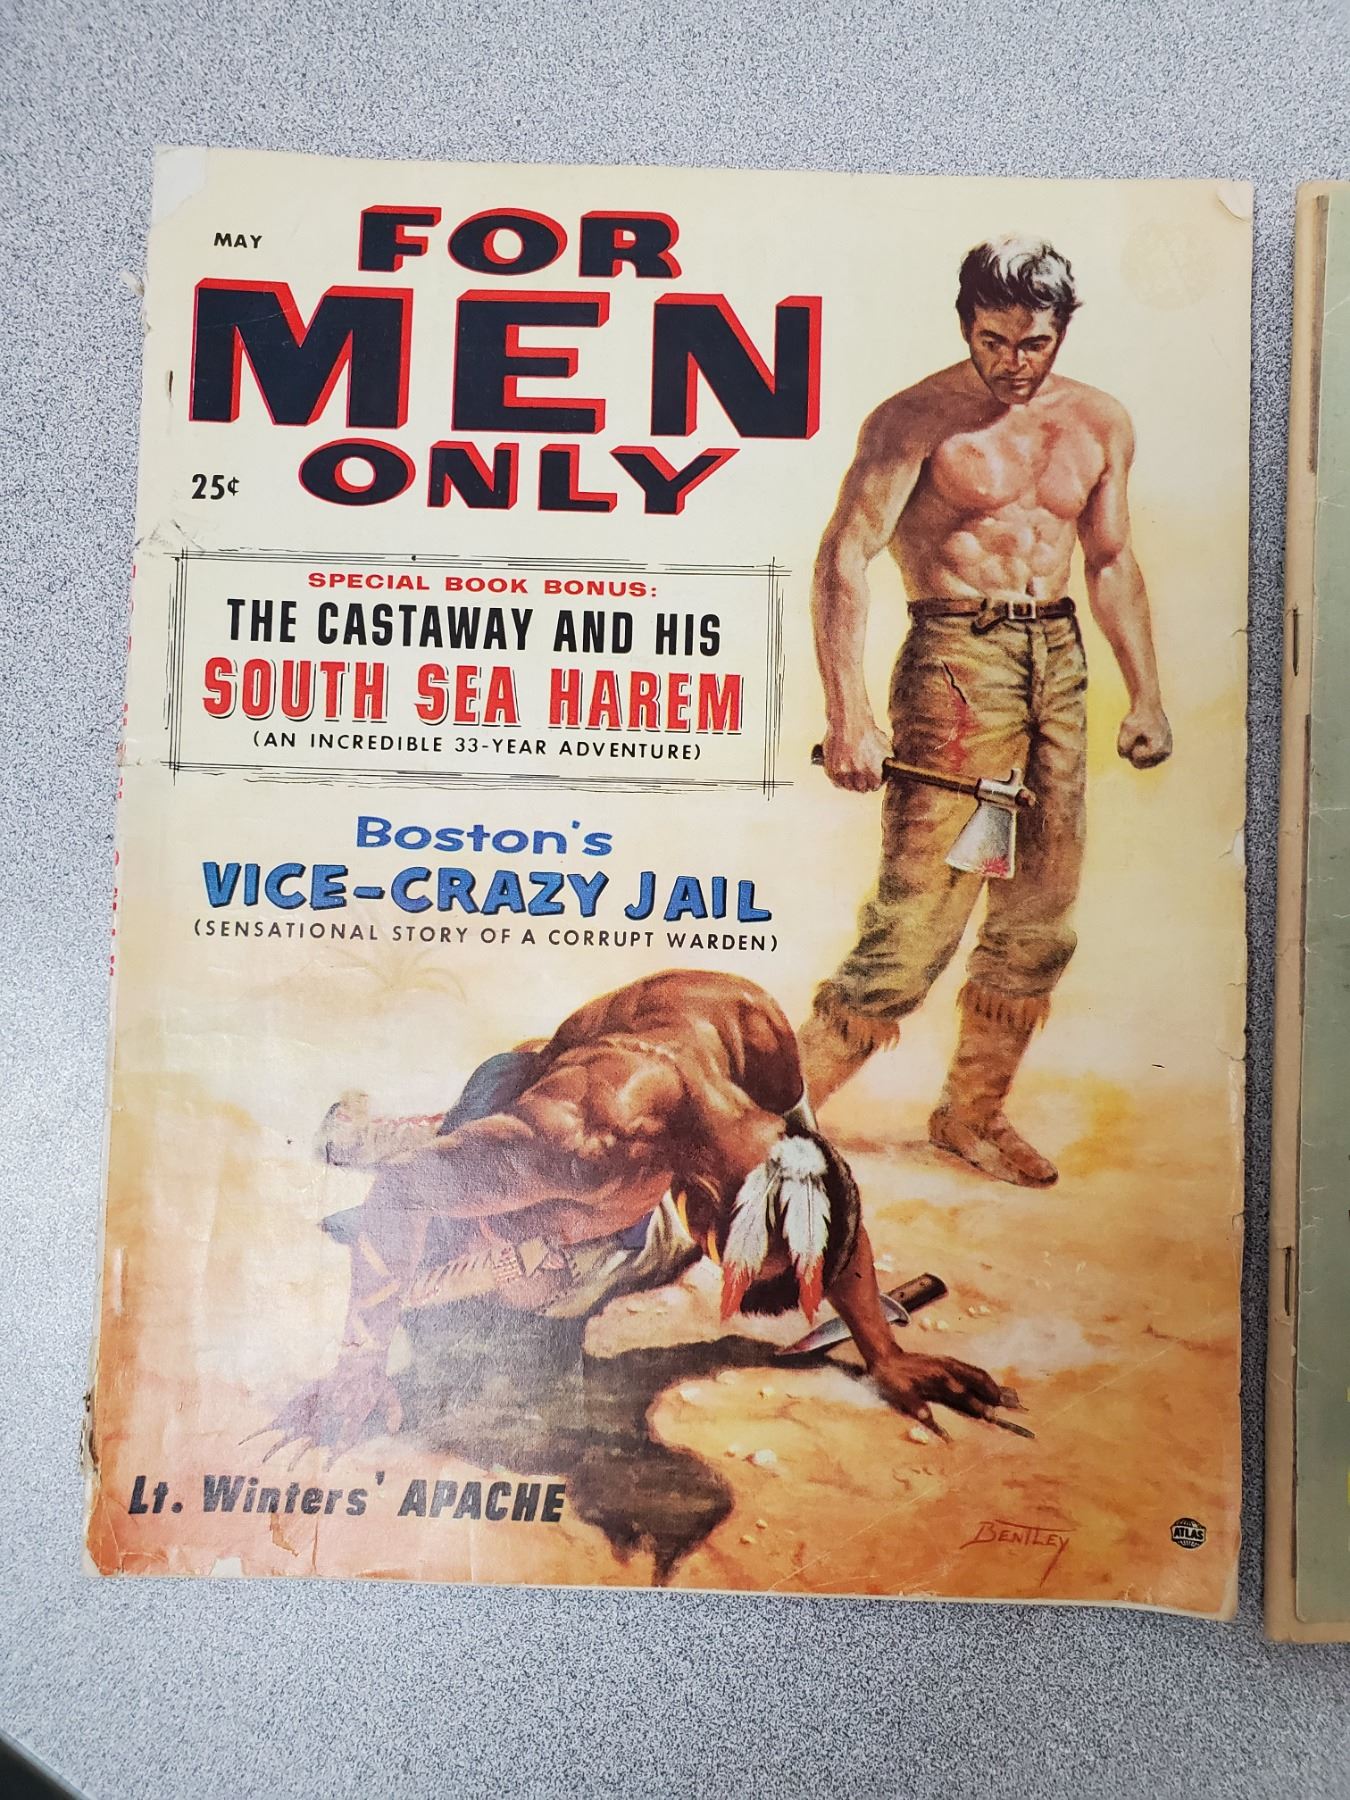 MAY
FOR
MEN
ONLY
25¢
SPECIAL BOOK BONUS:
THE CASTAWAY AND HIS
SOUTH SEA HAREM
(AN INCREDIBLE 33-YEAR ADVENTURE)
Boston's
VICE-CRAZY JAIL
(SENSATIONAL STORY OF A CORRUPT WARDEN)
Lt. Winters' APACHE
BENTLEY
ATLAS